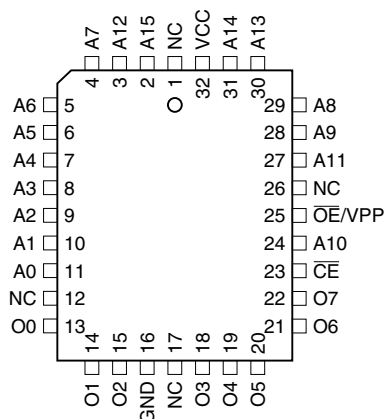 A7 A12 A15 NC VCC A14 A13
4 3 2 1 32 31 30
A6 5 29 A8
A5 6 28 A9
A4 7 27 A11
A3 8 26 NC
A2 9 25 OE/VPP
A1 10 24 A10
A0 11 23 CE
NC 12 22 O7
O0 13 21 O6
14 15 16 17 18 19 20
O1 O2 GND NC O3 O4 O5